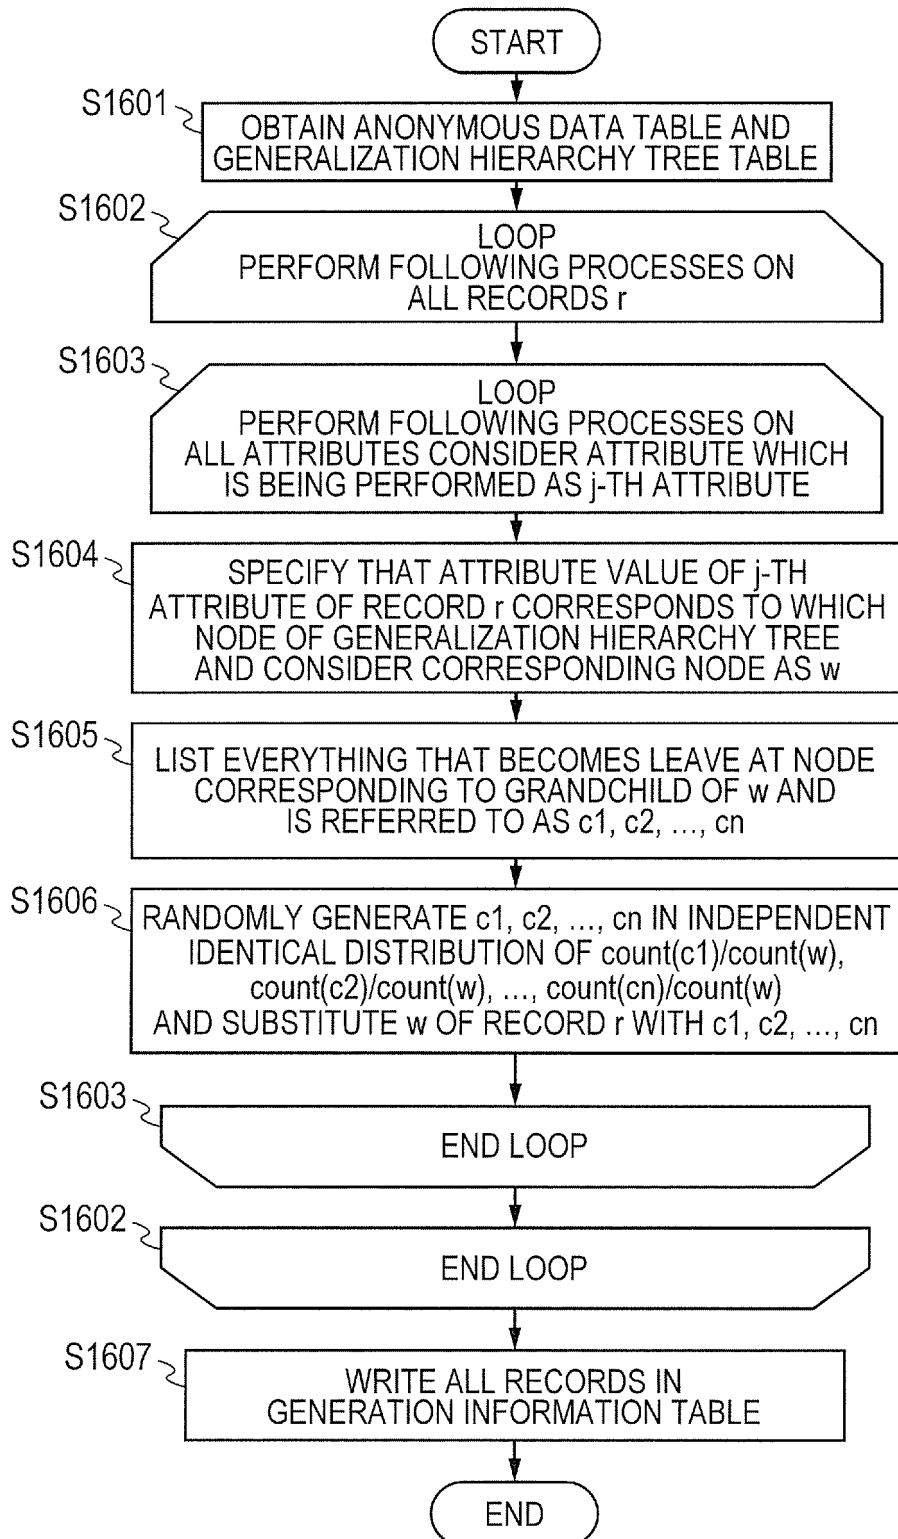 START
S1601
OBTAIN ANONYMOUS DATA TABLE AND
GENERALIZATION HIERARCHY TREE TABLE
S1602
LOOP
PERFORM FOLLOWING PROCESSES ON
ALL RECORDS r
S1603
LOOP
PERFORM FOLLOWING PROCESSES ON
ALL ATTRIBUTES CONSIDER ATTRIBUTE WHICH
IS BEING PERFORMED AS j-TH ATTRIBUTE
S1604
SPECIFY THAT ATTRIBUTE VALUE OF j-TH
ATTRIBUTE OF RECORD r CORRESPONDS TO WHICH
NODE OF GENERALIZATION HIERARCHY TREE
AND CONSIDER CORRESPONDING NODE AS w
S1605
LIST EVERYTHING THAT BECOMES LEAVE AT NODE
CORRESPONDING TO GRANDCHILD OF w AND
IS REFERRED TO AS c1, c2, ..., cn
S1606
RANDOMLY GENERATE c1, c2, ..., cn IN INDEPENDENT
IDENTICAL DISTRIBUTION OF count(c1)/count(w),
count(c2)/count(w), ..., count(cn)/count(w)
AND SUBSTITUTE w OF RECORD r WITH c1, c2, ..., cn
S1603
END LOOP
S1602
END LOOP
S1607
WRITE ALL RECORDS IN
GENERATION INFORMATION TABLE
END